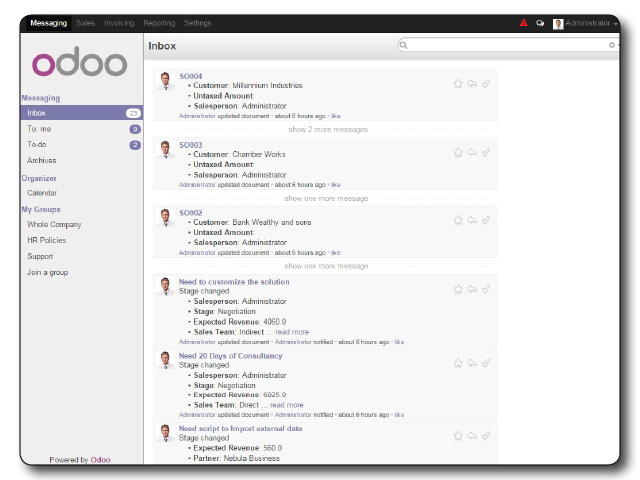 Messaging Sales Invoicing Reporting Settings Administrator
odoo
Inbox
Messaging
Inbox 23
To: me 9
To-do 2
Archives
Organizer
Calendar
My Groups
Whole Company
HR Policies
Support
Join a group
Powered by Odoo
SO004
• Customer: Millennium Industries
• Untaxed Amount:
• Salesperson: Administrator
Administrator updated document • about 6 hours ago • like
show 2 more messages
SO003
• Customer: Chamber Works
• Untaxed Amount:
• Salesperson: Administrator
Administrator updated document • about 6 hours ago • like
show one more message
SO002
• Customer: Bank Wealthy and sons
• Untaxed Amount:
• Salesperson: Administrator
Administrator updated document • about 6 hours ago • like
show one more message
Need to customize the solution
Stage changed
• Salesperson: Administrator
• Stage: Negotiation
• Expected Revenue: 4060.0
• Sales Team: Indirect ... read more
Administrator updated document • Administrator notified • about 6 hours ago • like
Need 20 Days of Consultancy
Stage changed
• Salesperson: Administrator
• Stage: Negotiation
• Expected Revenue: 6025.0
• Sales Team: Direct ... read more
Administrator updated document • Administrator notified • about 6 hours ago • like
Need script to Import external data
Stage changed
• Expected Revenue: 560.0
• Partner: Nebula Business